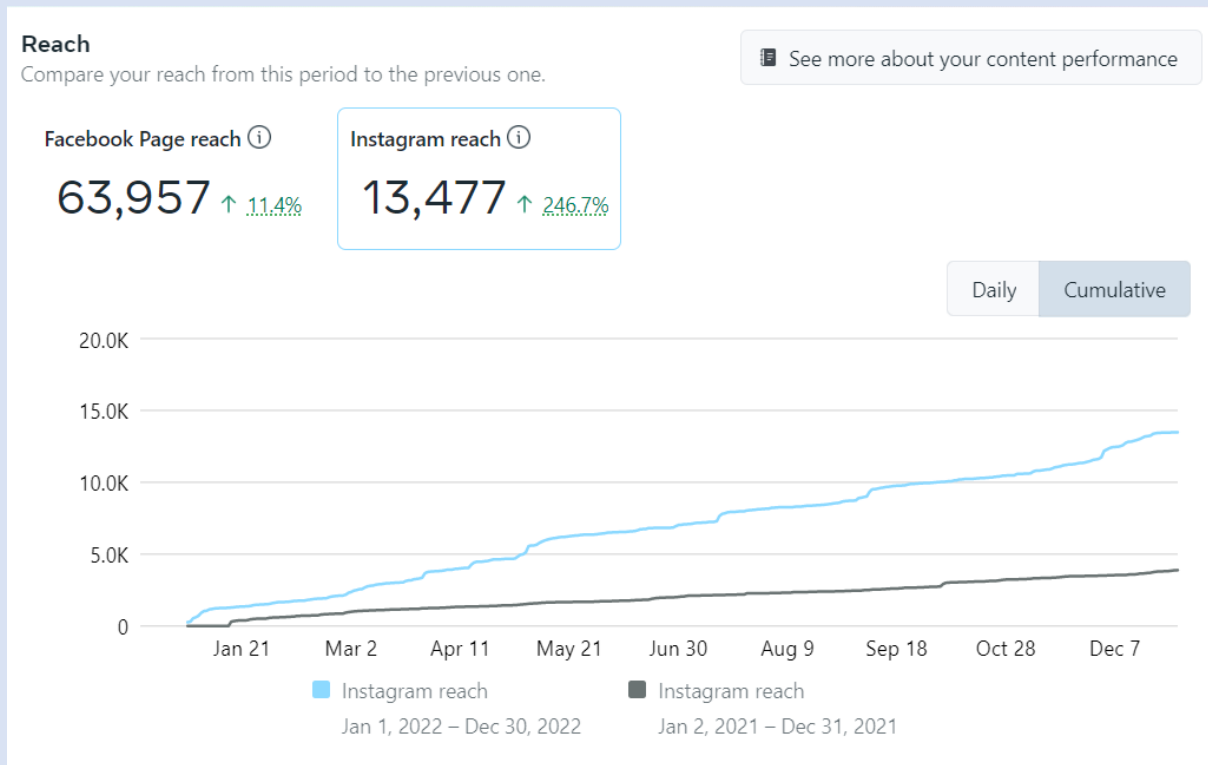 Reach
Compare your reach from this period to the previous one.
See more about your content performance
Facebook Page reach
63,957 ↑ 11.4%
Instagram reach
13,477 ↑ 246.7%
Daily
Cumulative
20.0K
15.0K
10.0K
5.0K
0
Jan 21 Mar 2 Apr 11 May 21 Jun 30 Aug 9 Sep 18 Oct 28 Dec 7
Instagram reach
Jan 1, 2022 – Dec 30, 2022
Instagram reach
Jan 2, 2021 – Dec 31, 2021